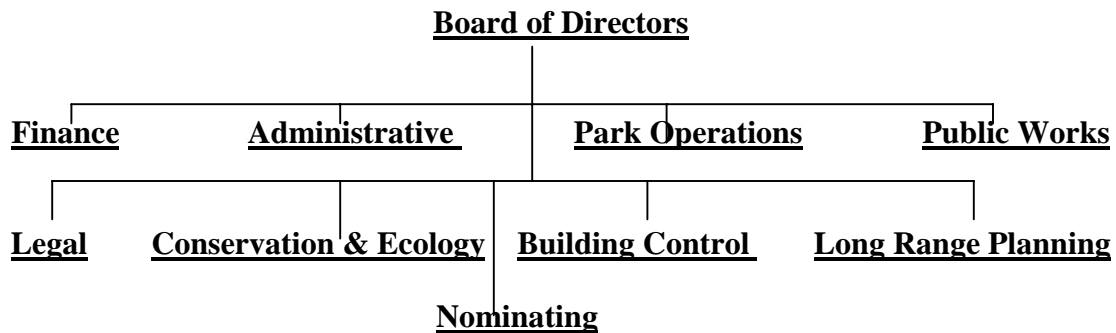 Board of Directors
Finance Administrative Park Operations Public Works
Legal Conservation & Ecology Building Control Long Range Planning
Nominating